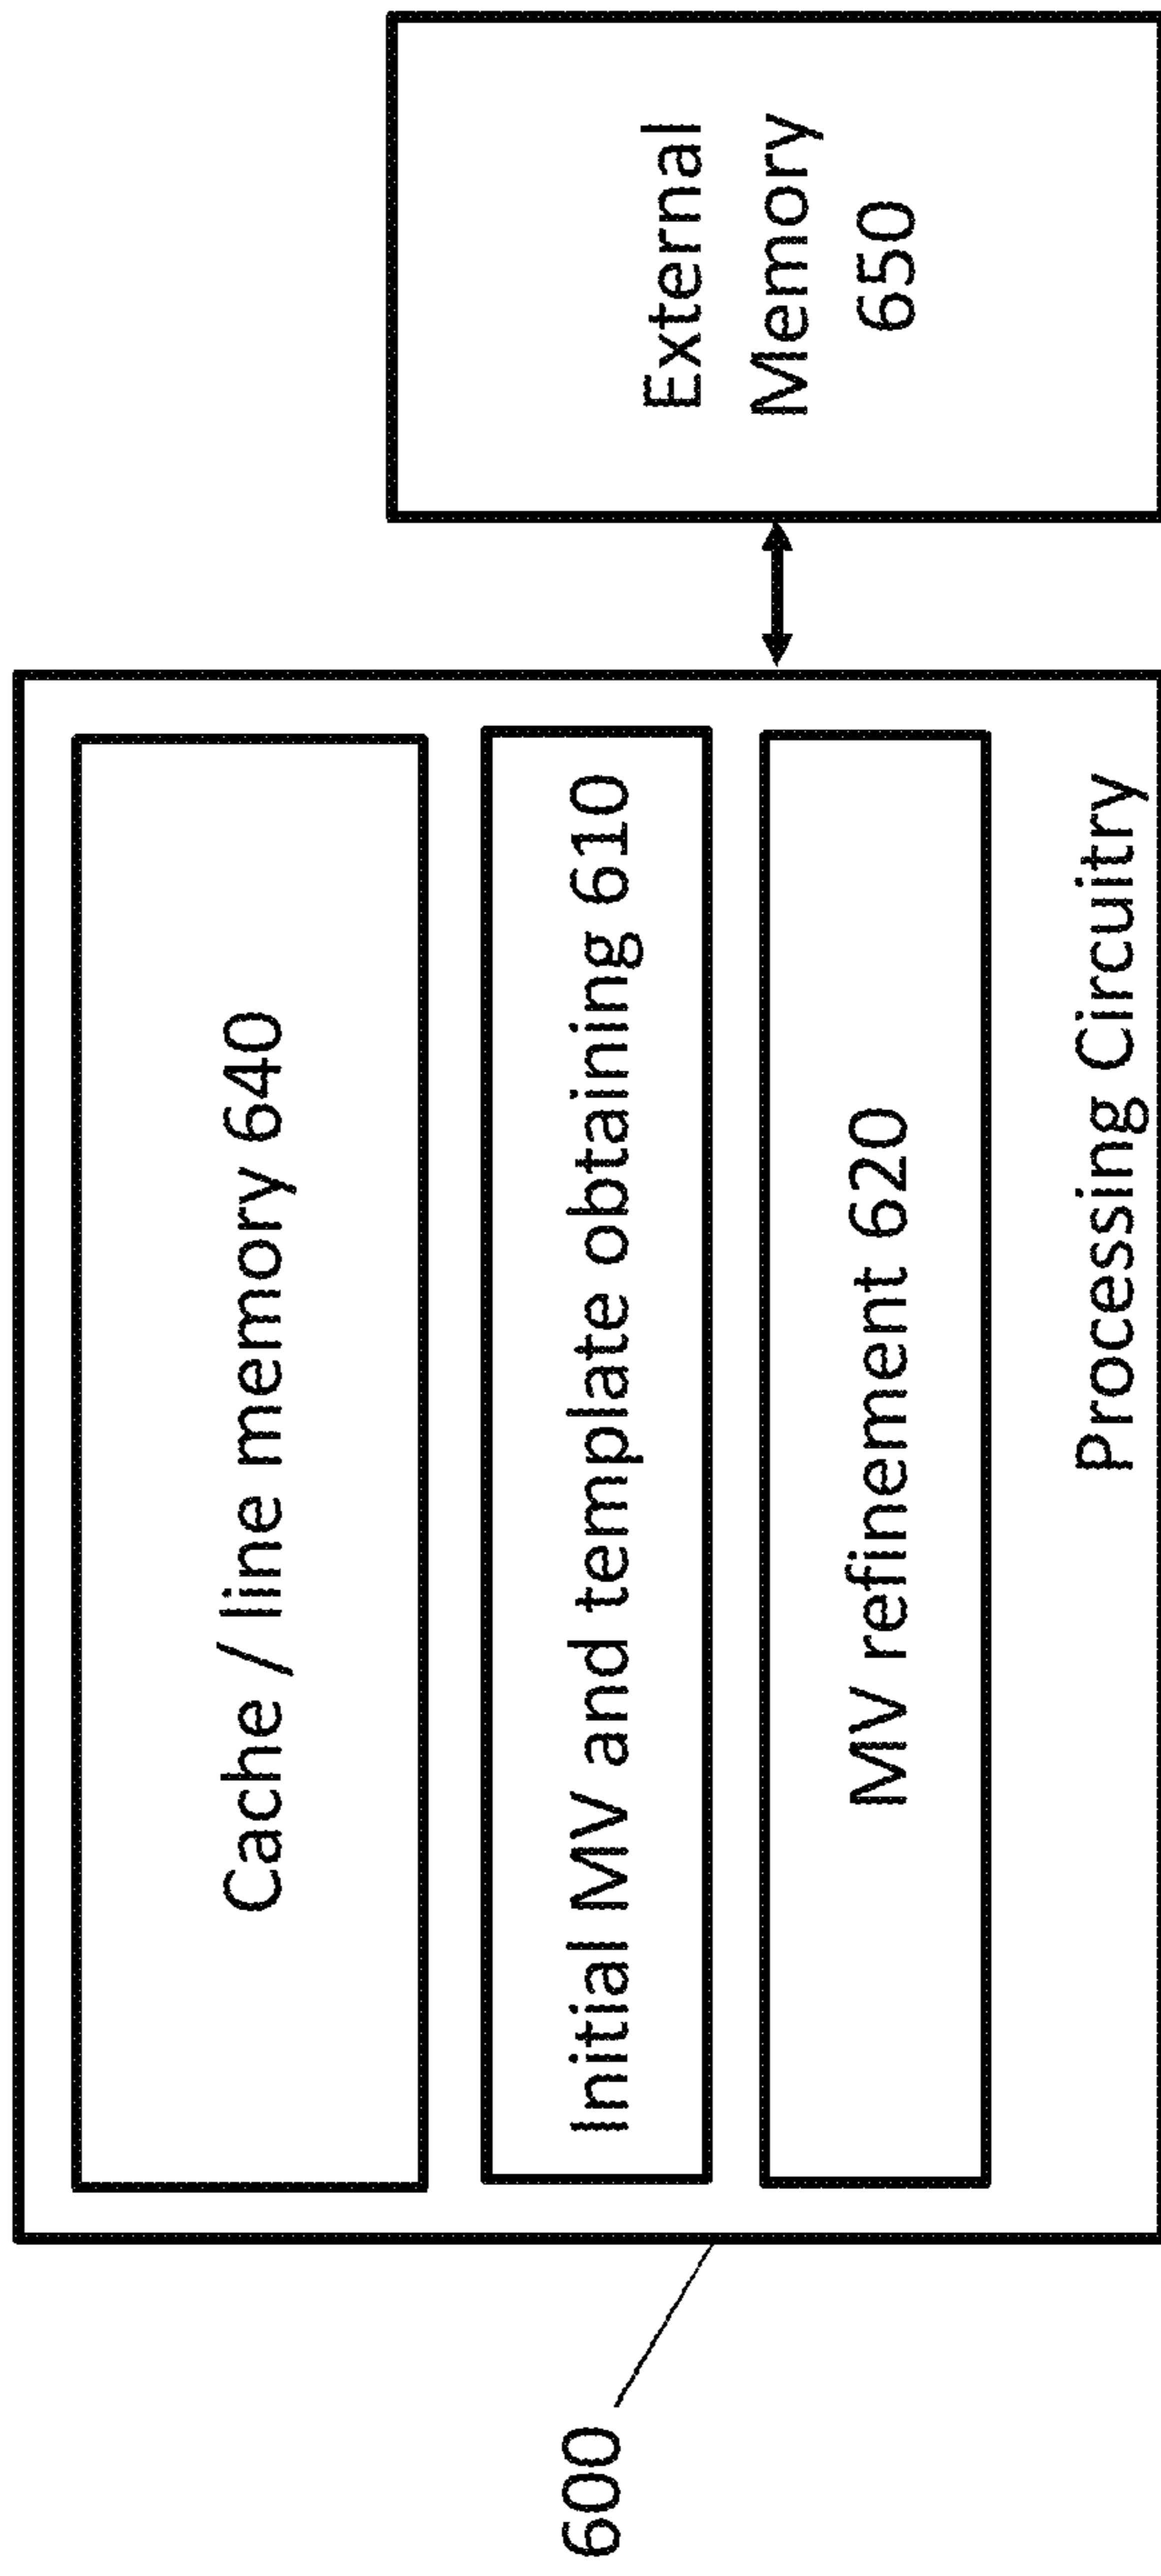 600
Cache / line memory 640
Initial MV and template obtaining 610
MV refinement 620
Processing Circuitry
External
Memory
650